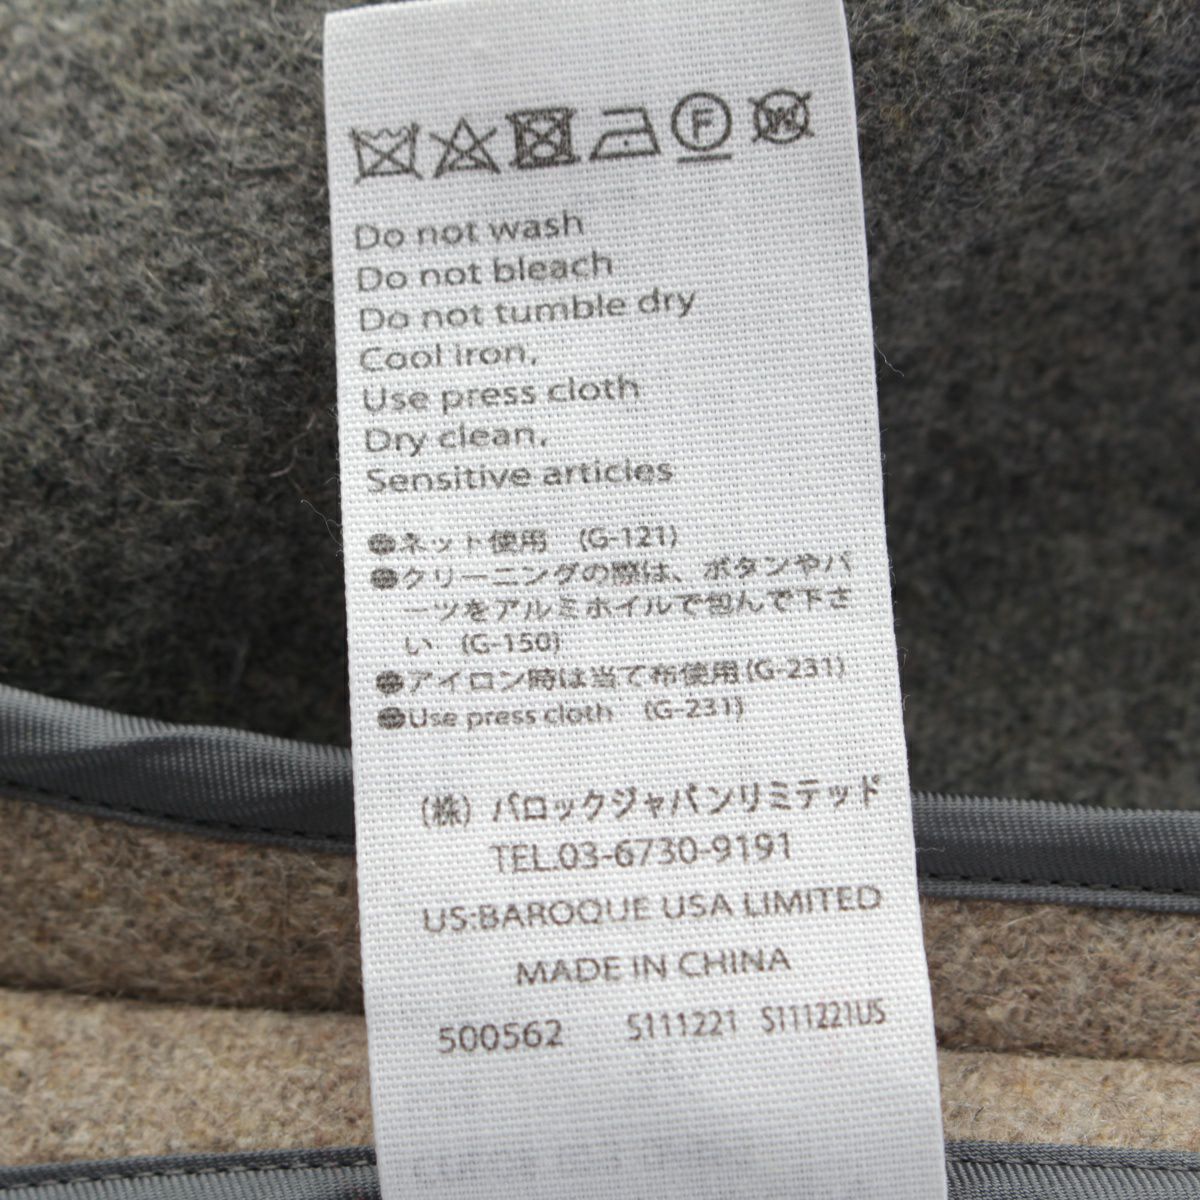 F W
Do not wash
Do not bleach
Do not tumble dry
Cool iron,
Use press cloth
Dry clean,
Sensitive articles
●ネット使用 (G-121)
●クリーニングの際は、ボタンやパ
ーツをアルミホイルで包んで下さ
い (G-150)
●アイロン時は当て布使用(G-231)
●Use press cloth (G-231)
(株)バロックジャパンリミテッド
TEL.03-6730-9191
US:BAROQUE USA LIMITED
MADE IN CHINA
500562 S111221 S111221US